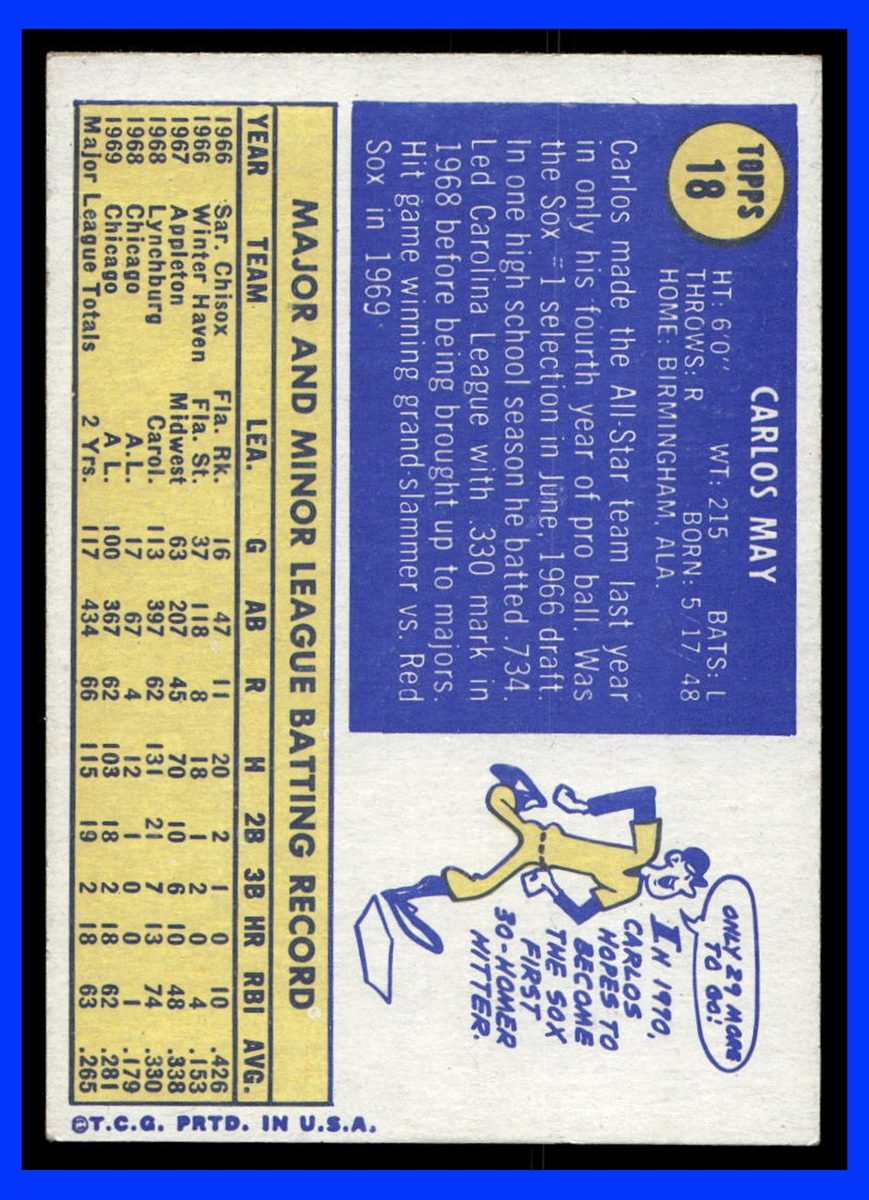 TOPPS
18
CARLOS MAY
HT: 6'0" WT: 215 BATS: L
THROWS: R BORN: 5/17/48
HOME: BIRMINGHAM, ALA.
Carlos made the All-Star team last year
in only his fourth year of pro ball. Was
the Sox #1 selection in June, 1966 draft.
In one high school season he batted .734.
Led Carolina League with .330 mark in
1968 before being brought up to majors.
Hit game winning grand-slammer vs. Red
Sox in 1969.
ONLY 29 MORE
TO GO!
IN 1970,
CARLOS
HOPES TO
BECOME
THE SOX
FIRST
30-HOMER
HITTER.
MAJOR AND MINOR LEAGUE BATTING RECORD
YEAR TEAM LEA. G AB R H 2B 3B HR RBI AVG.
1966 Sar. Chisox Fla. Rk. 16 47 11 20 2 1 0 10 .426
1966 Winter Haven Fla. St. 37 118 8 18 1 2 0 4 .153
1967 Appleton Midwest 63 207 45 70 10 6 10 48 .338
1968 Lynchburg Carol. 113 397 62 131 21 7 13 74 .330
1968 Chicago A.L. 17 67 4 12 1 0 0 1 .179
1969 Chicago A.L. 100 367 62 103 18 2 18 62 .281
Major League Totals 2 Yrs. 117 434 66 115 19 2 18 63 .265
©T.C.G. PRTD. IN U.S.A.